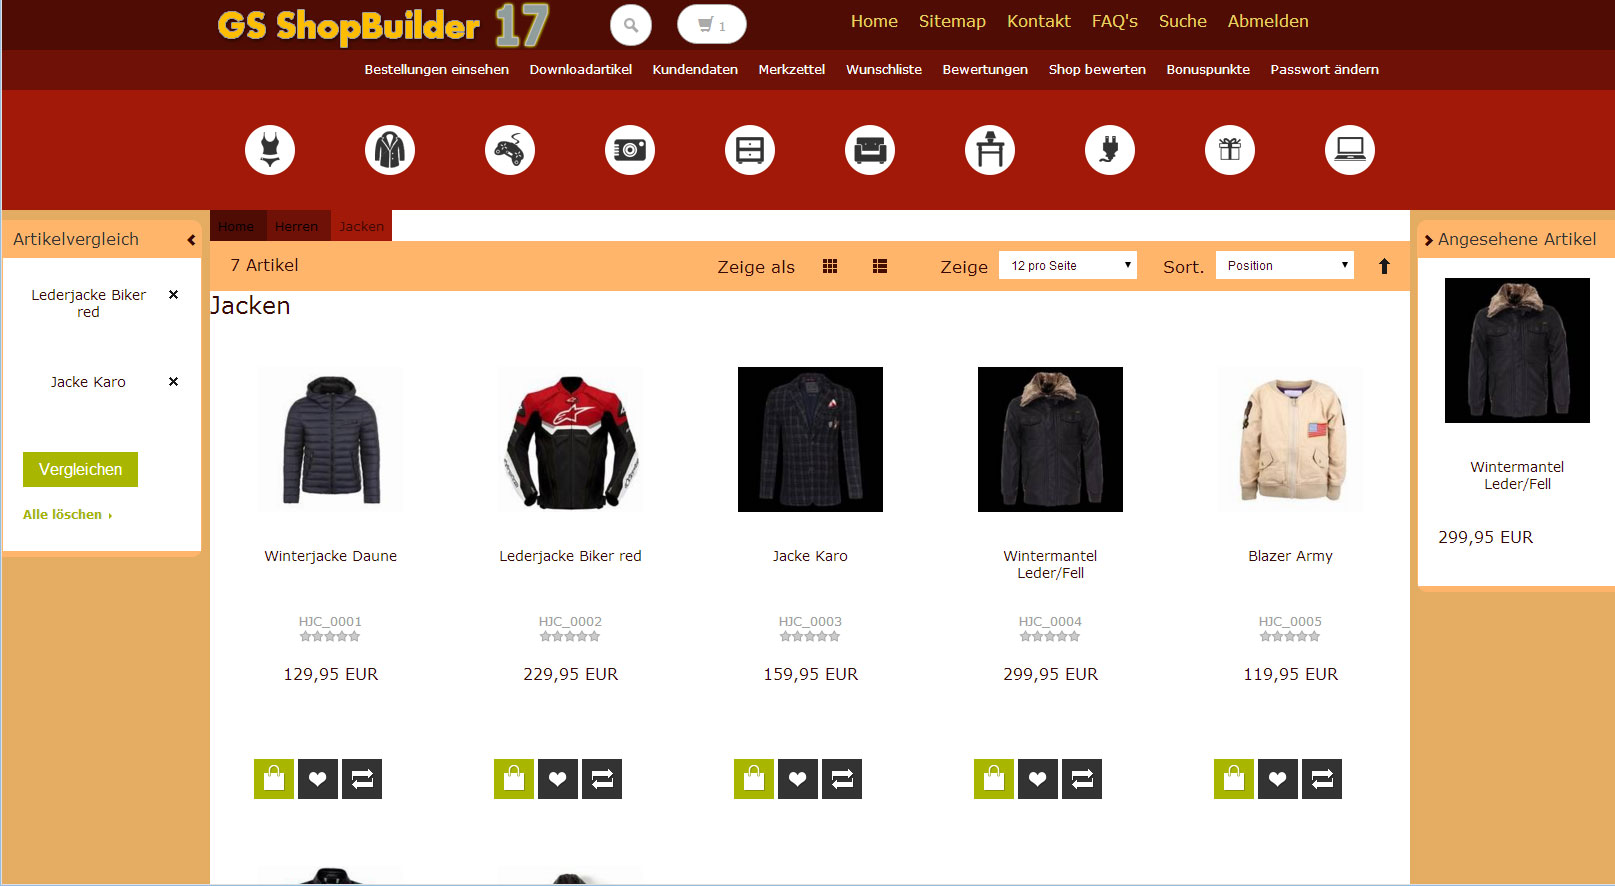 GS ShopBuilder 17
1
Home Sitemap Kontakt FAQ's Suche Abmelden
Bestellungen einsehen Downloadartikel Kundendaten Merkzettel Wunschliste Bewertungen Shop bewerten Bonuspunkte Passwort ändern
Home Herren Jacken
Artikelvergleich
Lederjacke Biker
red
Jacke Karo
Vergleichen
Alle löschen
7 Artikel Zeige als Zeige 12 pro Seite Sort. Position
Jacken
Winterjacke Daune
HJC_0001
129,95 EUR
Lederjacke Biker red
HJC_0002
229,95 EUR
Jacke Karo
HJC_0003
159,95 EUR
Wintermantel
Leder/Fell
HJC_0004
299,95 EUR
Blazer Army
HJC_0005
119,95 EUR
Angesehene Artikel
Wintermantel
Leder/Fell
299,95 EUR